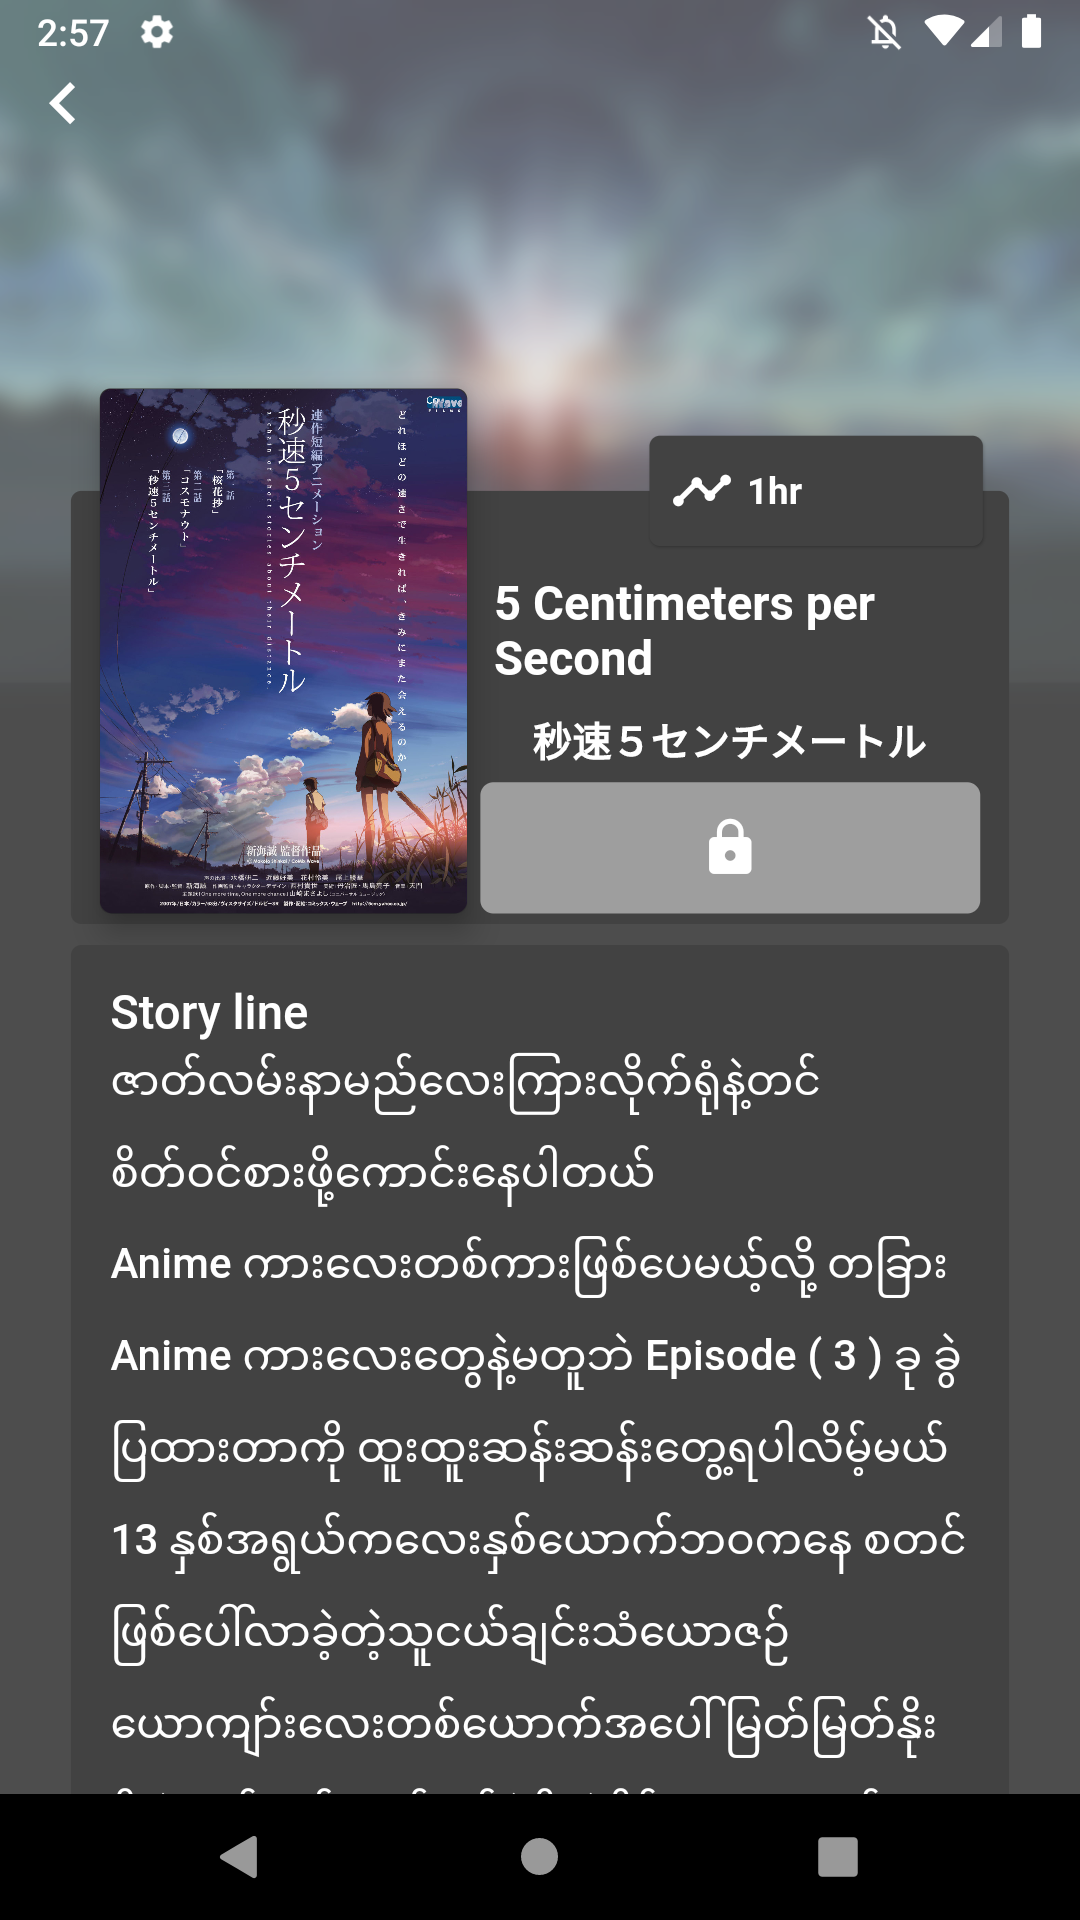 2:57
連作短編アニメーション
秒速５センチメートル
a chain of short stories about their distance.
どれほどの速さで生きれば、きみにまた会えるのか。
第一話「桜花抄」
第二話「コスモナウト」
第三話「秒速５センチメートル」
新海誠 監督作品
1hr
5 Centimeters per
Second
秒速５センチメートル
Story line
ဇာတ်လမ်းနာမည်လေးကြားလိုက်ရုံနဲ့တင်
စိတ်ဝင်စားဖို့ကောင်းနေပါတယ်
Anime ကားလေးတစ်ကားဖြစ်ပေမယ့်လို့ တခြား
Anime ကားလေးတွေနဲ့မတူဘဲ Episode ( 3 ) ခု ခွဲ
ပြထားတာကို ထူးထူးဆန်းဆန်းတွေ့ရပါလိမ့်မယ်
13 နှစ်အရွယ်ကလေးနှစ်ယောက်ဘဝကနေ စတင်
ဖြစ်ပေါ်လာခဲ့တဲ့သူငယ်ချင်းသံယောဇဉ်
ယောကျာ်းလေးတစ်ယောက်အပေါ် မြတ်မြတ်နိုး